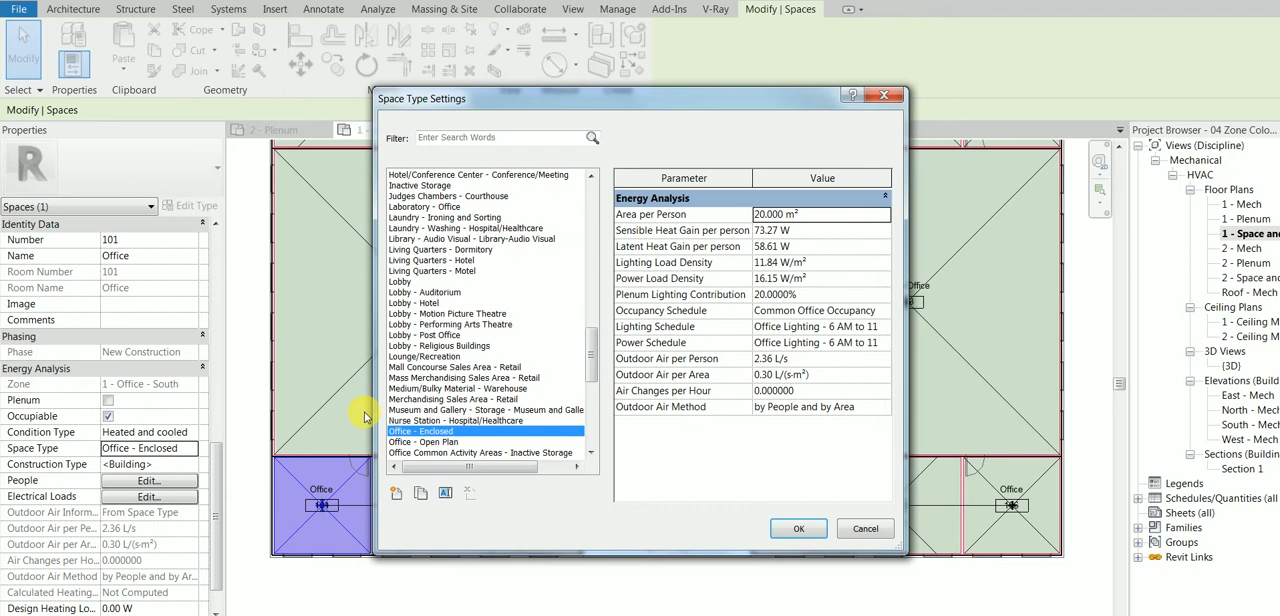 File Architecture Structure Steel Systems Insert Annotate Analyze Massing & Site Collaborate View Manage Add-Ins V-Ray Modify | Spaces
Cope
Cut
Modify Paste
Join
Select Properties Clipboard Geometry
Modify | Spaces
Properties
2 - Plenum
1 -
R
Spaces (1) Edit Type
Identity Data
Number 101
Name Office
Room Number 101
Room Name Office
Image
Comments
Phasing
Phase New Construction
Energy Analysis
Zone 1 - Office - South
Plenum
Occupiable
Condition Type Heated and cooled
Space Type Office - Enclosed
Construction Type <Building>
People Edit...
Electrical Loads Edit...
Outdoor Air Inform... From Space Type
Outdoor Air per Pe... 2.36 L/s
Outdoor Air per Ar... 0.30 L/(s·m²)
Air Changes per Ho... 0.000000
Outdoor Air Method by People and by Ar...
Calculated Heating ... Not Computed
Design Heating Lo... 0.00 W
Office
Space Type Settings
Filter: Enter Search Words
Hotel/Conference Center - Conference/Meeting
Inactive Storage
Judges Chambers - Courthouse
Laboratory - Office
Laundry - Ironing and Sorting
Laundry - Washing - Hospital/Healthcare
Library - Audio Visual - Library-Audio Visual
Living Quarters - Dormitory
Living Quarters - Hotel
Living Quarters - Motel
Lobby
Lobby - Auditorium
Lobby - Hotel
Lobby - Motion Picture Theatre
Lobby - Performing Arts Theatre
Lobby - Post Office
Lobby - Religious Buildings
Lounge/Recreation
Mall Concourse Sales Area - Retail
Mass Merchandising Sales Area - Retail
Medium/Bulky Material - Warehouse
Merchandising Sales Area - Retail
Museum and Gallery - Storage - Museum and Galle
Nurse Station - Hospital/Healthcare
Office - Enclosed
Office - Open Plan
Office Common Activity Areas - Inactive Storage
Parameter Value
Energy Analysis
Area per Person 20.000 m²
Sensible Heat Gain per person 73.27 W
Latent Heat Gain per person 58.61 W
Lighting Load Density 11.84 W/m²
Power Load Density 16.15 W/m²
Plenum Lighting Contribution 20.0000%
Occupancy Schedule Common Office Occupancy
Lighting Schedule Office Lighting - 6 AM to 11
Power Schedule Office Lighting - 6 AM to 11
Outdoor Air per Person 2.36 L/s
Outdoor Air per Area 0.30 L/(s·m²)
Air Changes per Hour 0.000000
Outdoor Air Method by People and by Area
OK Cancel
Office
Office
Project Browser - 04 Zone Colo...
Views (Discipline)
Mechanical
HVAC
Floor Plans
1 - Mech
1 - Plenum
1 - Space an
2 - Mech
2 - Plenum
2 - Space an
Roof - Mech
Ceiling Plans
1 - Ceiling M
2 - Ceiling M
3D Views
{3D}
Elevations (Build
East - Mech
North - Mec
South - Mec
West - Mech
Sections (Building
Section 1
Legends
Schedules/Quantities (al
Sheets (all)
Families
Groups
Revit Links